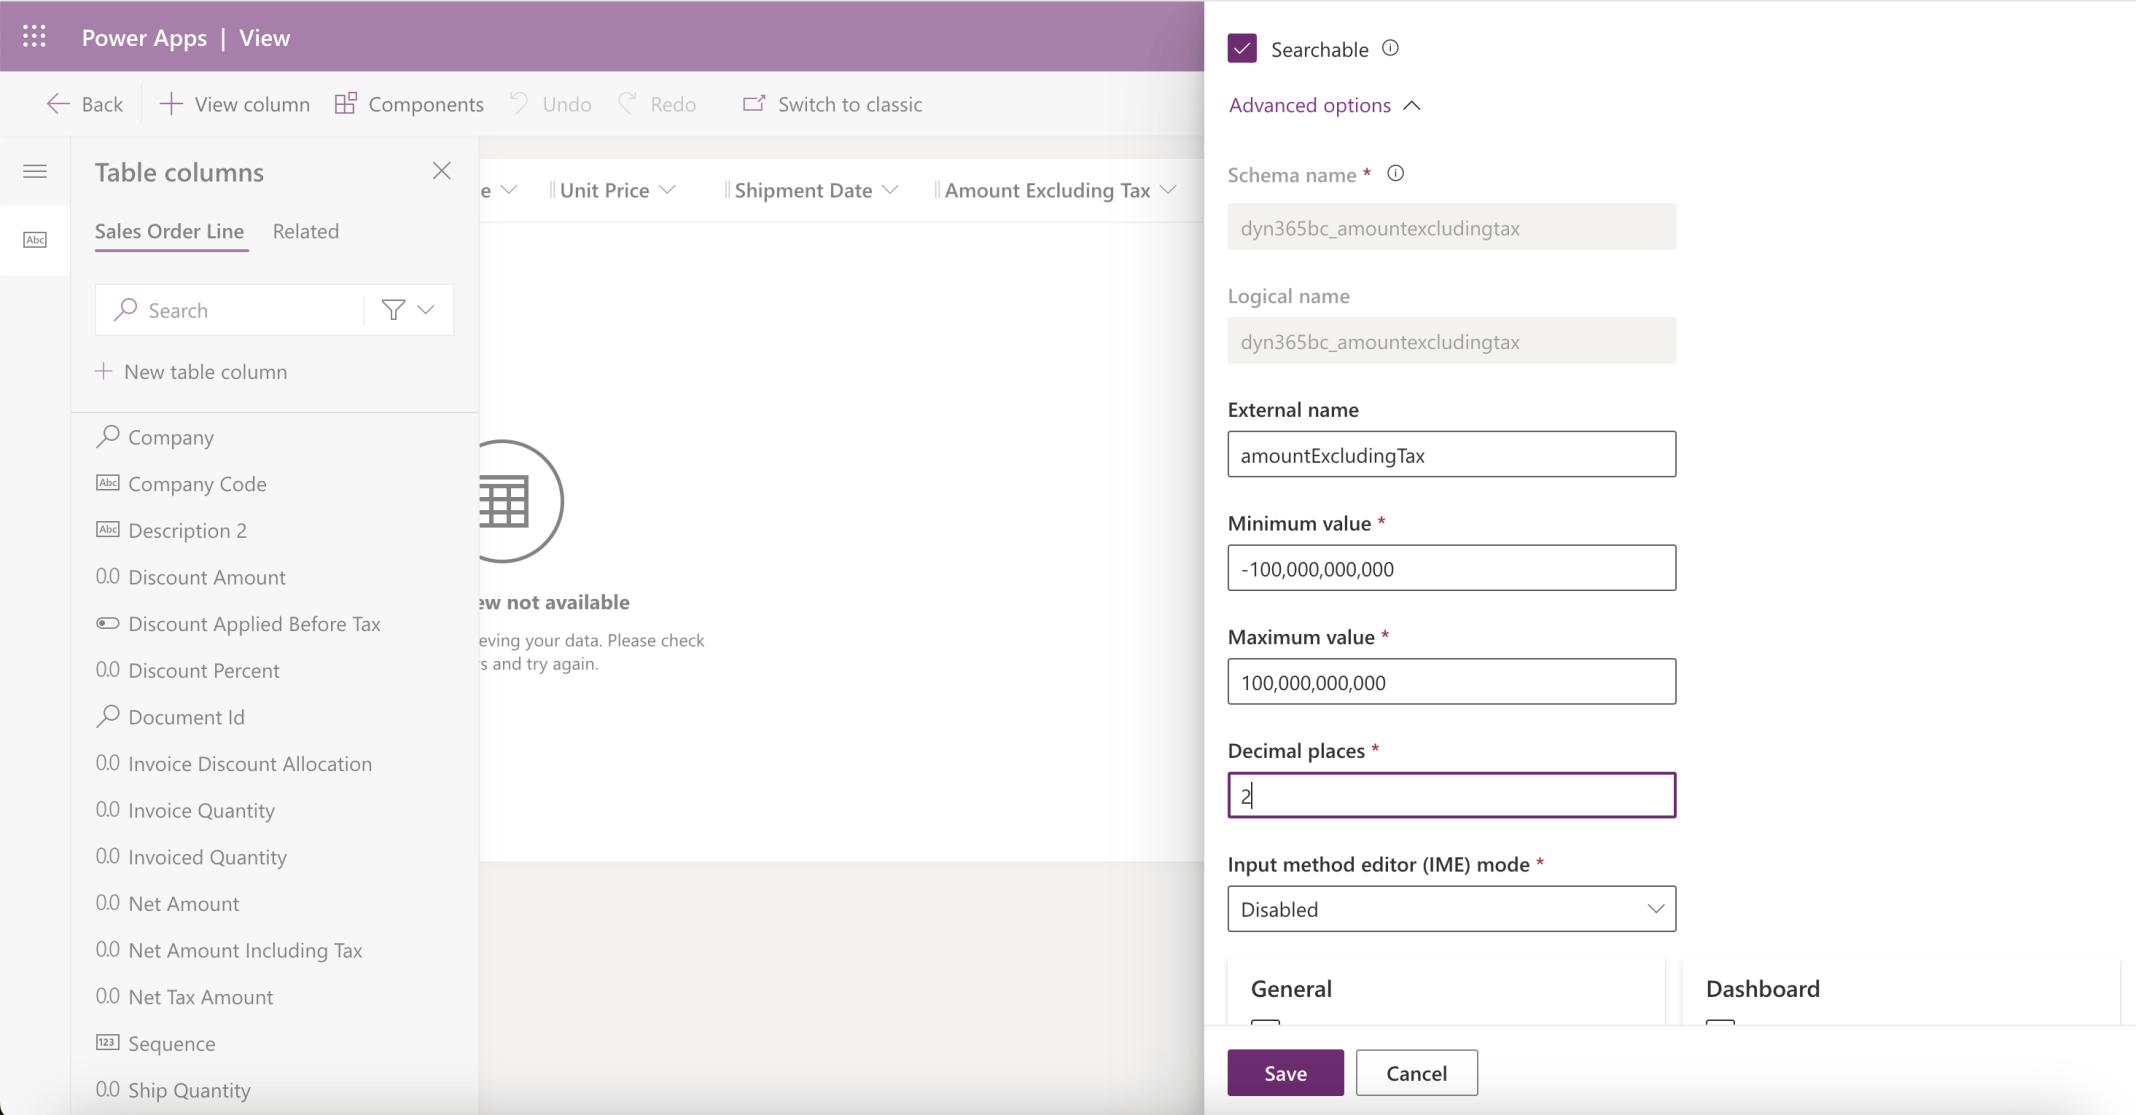 Power Apps | View
Back
View column
Components
Undo
Redo
Switch to classic
Table columns
Sales Order Line
Related
Search
New table column
Company
Abc Company Code
Abc Description 2
0.0 Discount Amount
Discount Applied Before Tax
0.0 Discount Percent
Document Id
0.0 Invoice Discount Allocation
0.0 Invoice Quantity
0.0 Invoiced Quantity
0.0 Net Amount
0.0 Net Amount Including Tax
0.0 Net Tax Amount
123 Sequence
0.0 Ship Quantity
Abc
e
Unit Price
Shipment Date
Amount Excluding Tax
ew not available
eving your data. Please check
s and try again.
Searchable
Advanced options
Schema name *
dyn365bc_amountexcludingtax
Logical name
dyn365bc_amountexcludingtax
External name
amountExcludingTax
Minimum value *
-100,000,000,000
Maximum value *
100,000,000,000
Decimal places *
2
Input method editor (IME) mode *
Disabled
General
Dashboard
Save
Cancel